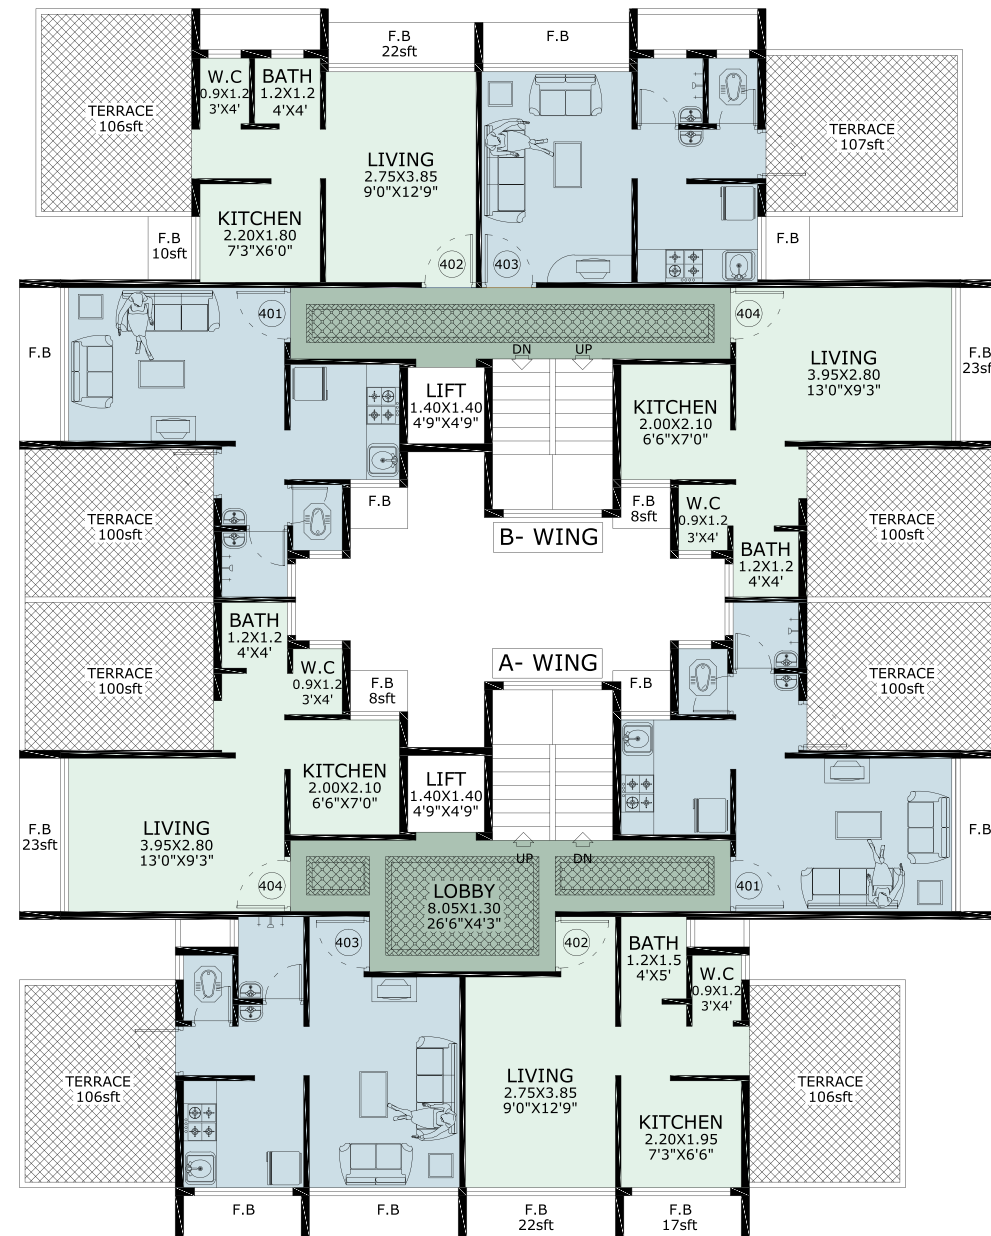 F.B
22sft
F.B
W.C
0.9X1.2
3'X4'
BATH
1.2X1.2
4'X4'
TERRACE
106sft
LIVING
2.75X3.85
9'0"X12'9"
TERRACE
107sft
KITCHEN
2.20X1.80
7'3"X6'0"
F.B
10sft
402
403
F.B
401
404
F.B
DN
UP
LIVING
3.95X2.80
13'0"X9'3"
F.B
23sft
LIFT
1.40X1.40
4'9"X4'9"
KITCHEN
2.00X2.10
6'6"X7'0"
F.B
F.B
8sft
W.C
0.9X1.2
3'X4'
TERRACE
100sft
B- WING
BATH
1.2X1.2
4'X4'
TERRACE
100sft
BATH
1.2X1.2
4'X4'
W.C
0.9X1.2
3'X4'
TERRACE
100sft
A- WING
F.B
8sft
F.B
TERRACE
100sft
KITCHEN
2.00X2.10
6'6"X7'0"
LIFT
1.40X1.40
4'9"X4'9"
F.B
23sft
LIVING
3.95X2.80
13'0"X9'3"
F.B
UP
DN
404
LOBBY
8.05X1.30
26'6"X4'3"
401
403
402
BATH
1.2X1.5
4'X5'
W.C
0.9X1.2
3'X4'
TERRACE
106sft
LIVING
2.75X3.85
9'0"X12'9"
TERRACE
106sft
KITCHEN
2.20X1.95
7'3"X6'6"
F.B
F.B
F.B
22sft
F.B
17sft